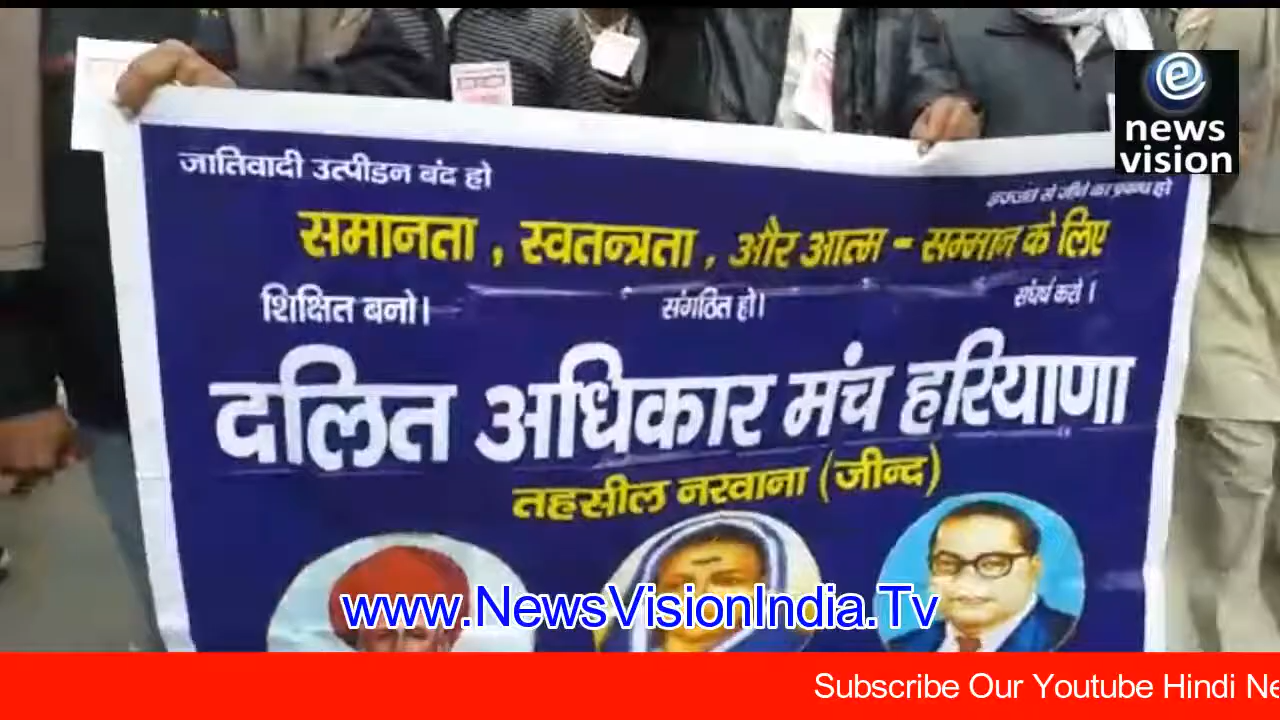 news
vision
जातिवादी उत्पीडन बंद हो
इज्जत से जीने का प्रबन्ध हो
समानता , स्वतन्त्रता , और आत्म - सम्मान के लिए
शिक्षित बनो। संगठित हो। संघर्ष करो ।
दलित अधिकार मंच हरियाणा
तहसील नरवाना (जीन्द)
www.NewsVisionIndia.Tv
Subscribe Our Youtube Hindi Ne